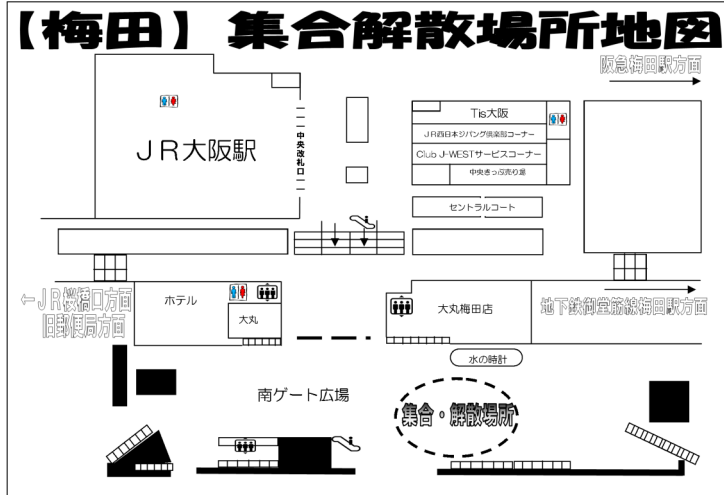 【梅田】集合解散場所地図
阪急梅田駅方面
JR大阪駅
中央改札口
Tis大阪
JR西日本ジパング倶楽部コーナー
Club J-WESTサービスコーナー
中央きっぷ売り場
セントラルコート
←JR桜橋口方面
旧郵便局方面
ホテル
大丸
大丸梅田店
地下鉄御堂筋線梅田駅方面
水の時計
南ゲート広場
集合・解散場所